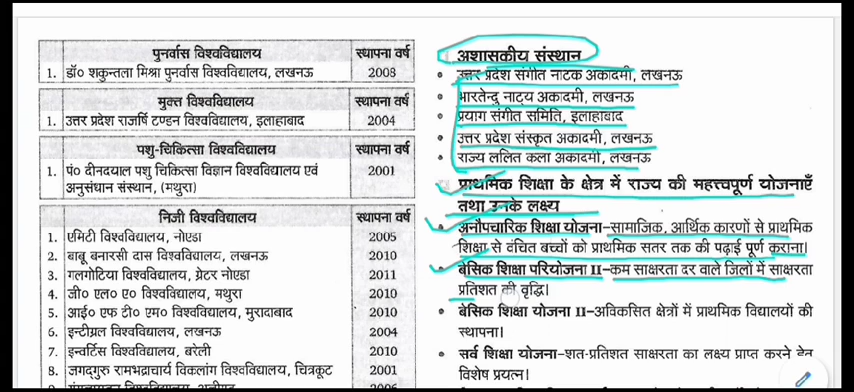 पुनर्वास विश्वविद्यालय स्थापना वर्ष
1. डॉ० शकुन्तला मिश्रा पुनर्वास विश्वविद्यालय, लखनऊ 2008
मुक्त विश्वविद्यालय स्थापना वर्ष
1. उत्तर प्रदेश राजर्षि टण्डन विश्वविद्यालय, इलाहाबाद 2004
पशु-चिकित्सा विश्वविद्यालय स्थापना वर्ष
1. पं० दीनदयाल पशु चिकित्सा विज्ञान विश्वविद्यालय एवं 2001
अनुसंधान संस्थान, (मथुरा)
निजी विश्वविद्यालय स्थापना वर्ष
1. एमिटी विश्वविद्यालय, नोएडा 2005
2. बाबू बनारसी दास विश्वविद्यालय, लखनऊ 2010
3. गलगोटिया विश्वविद्यालय, ग्रेटर नोएडा 2011
4. जी० एल० ए० विश्वविद्यालय, मथुरा 2010
5. आई० एफ टी० एम० विश्वविद्यालय, मुरादाबाद 2010
6. इन्टीग्रल विश्वविद्यालय, लखनऊ 2004
7. इन्वर्टिस विश्वविद्यालय, बरेली 2010
8. जगद्गुरु रामभद्राचार्य विकलांग विश्वविद्यालय, चित्रकूट 2001
अशासकीय संस्थान
• उत्तर प्रदेश संगीत नाटक अकादमी, लखनऊ
• भारतेन्दु नाट्य अकादमी, लखनऊ
• प्रयाग संगीत समिति, इलाहाबाद
• उत्तर प्रदेश संस्कृत अकादमी, लखनऊ
• राज्य ललित कला अकादमी, लखनऊ
प्राथमिक शिक्षा के क्षेत्र में राज्य की महत्त्वपूर्ण योजनाएँ
तथा उनके लक्ष्य
• अनौपचारिक शिक्षा योजना–सामाजिक, आर्थिक कारणों से प्राथमिक
शिक्षा से वंचित बच्चों को प्राथमिक सतर तक की पढ़ाई पूर्ण कराना।
• बेसिक शिक्षा परियोजना II–कम साक्षरता दर वाले जिलों में साक्षरता
प्रतिशत की वृद्धि।
• बेसिक शिक्षा योजना II–अविकसित क्षेत्रों में प्राथमिक विद्यालयों की
स्थापना।
• सर्व शिक्षा योजना–शत-प्रतिशत साक्षरता का लक्ष्य प्राप्त करने हेतु
विशेष प्रयत्न।